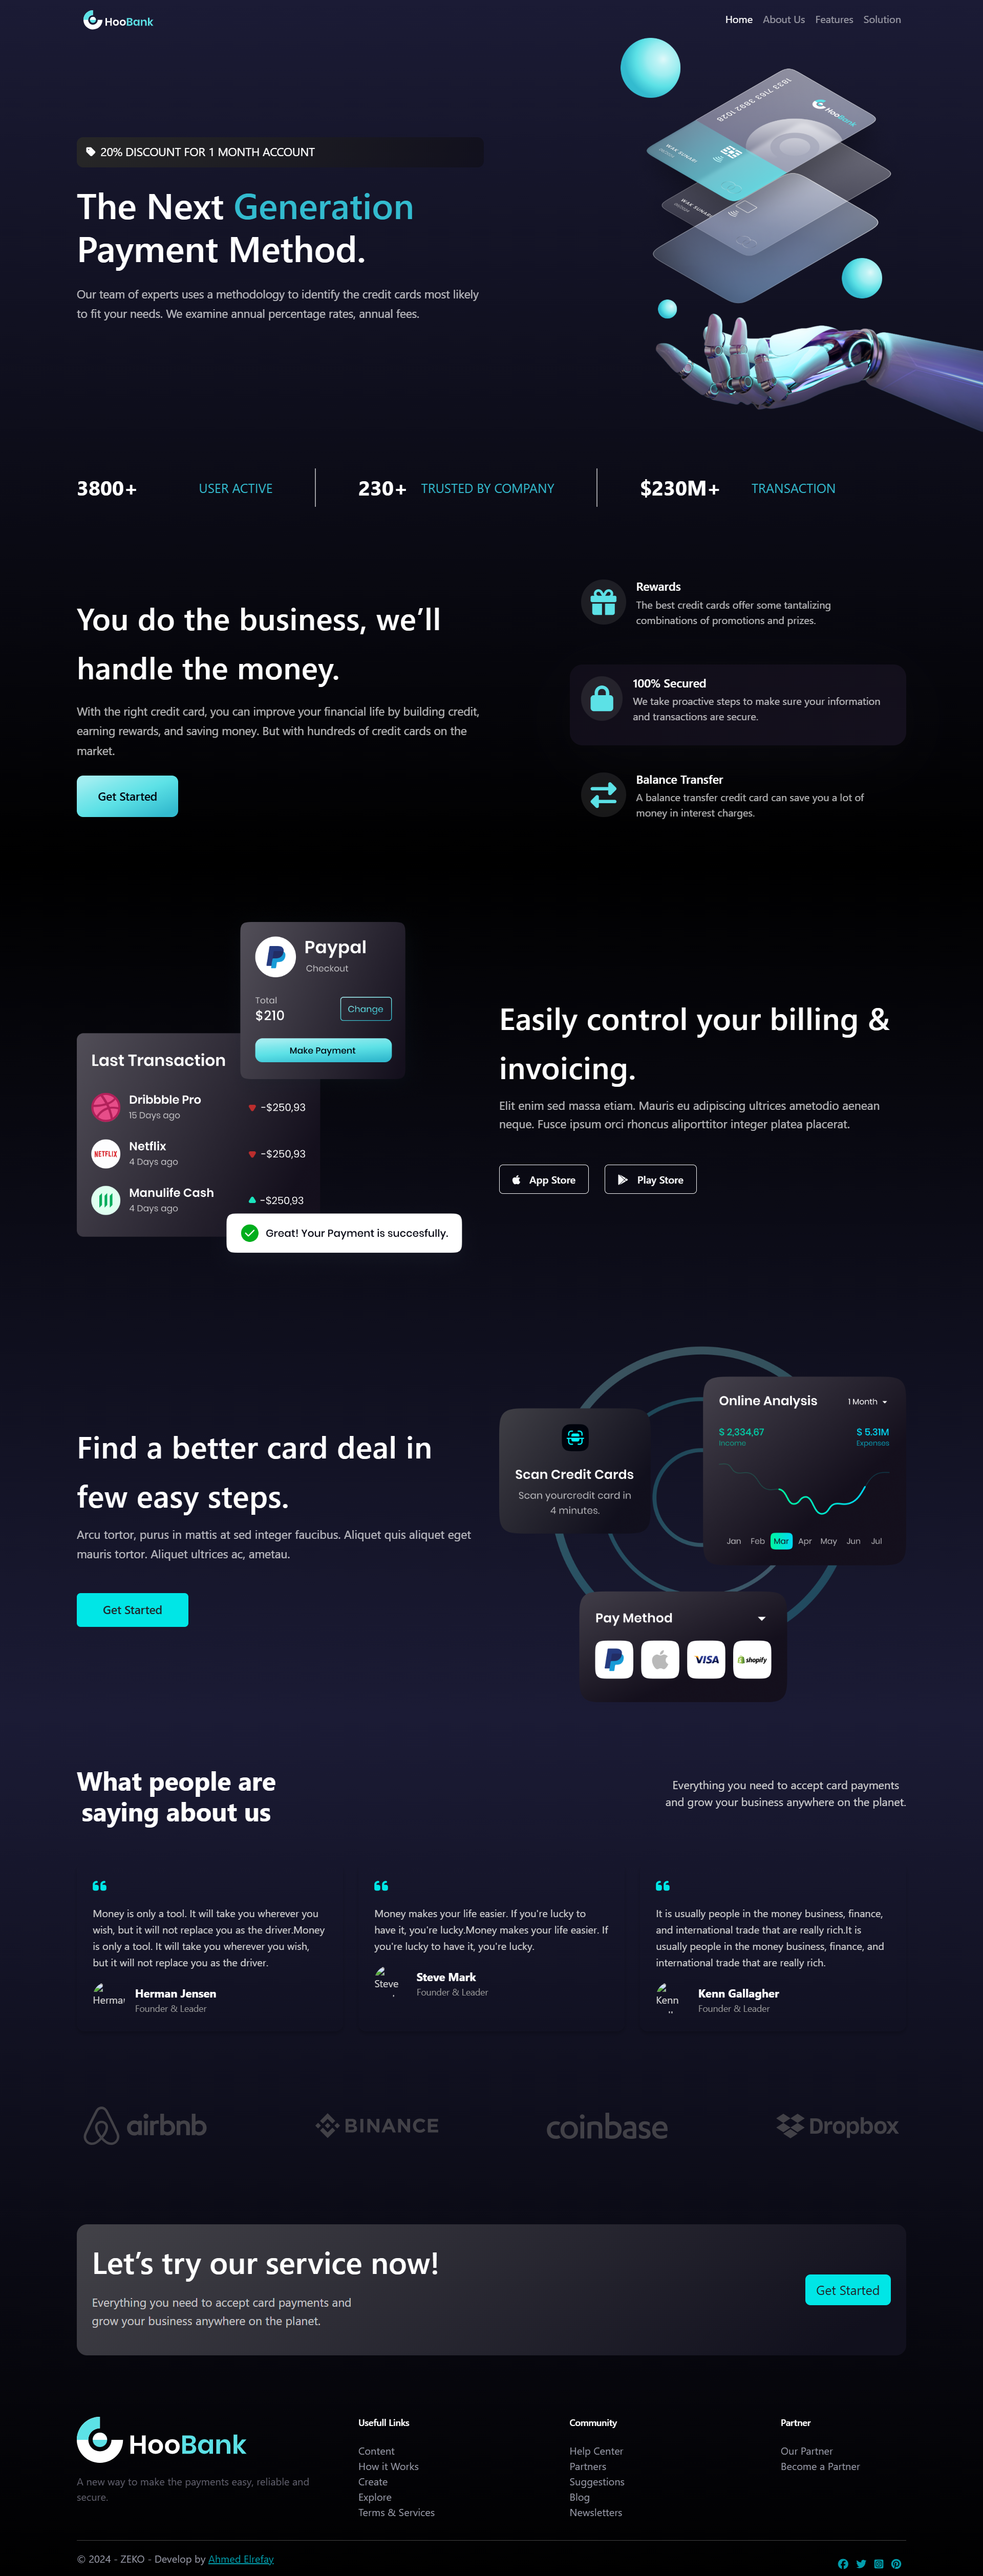 HooBank
Home About Us Features Solution
1833 7163 3892 1028
HooBank
WAK SUNARI
WAK SUNARI
20% DISCOUNT FOR 1 MONTH ACCOUNT
The Next Generation
Payment Method.
Our team of experts uses a methodology to identify the credit cards most likely
to fit your needs. We examine annual percentage rates, annual fees.
3800+ USER ACTIVE
230+ TRUSTED BY COMPANY
$230M+ TRANSACTION
You do the business, we’ll
handle the money.
With the right credit card, you can improve your financial life by building credit,
earning rewards, and saving money. But with hundreds of credit cards on the
market.
Get Started
Rewards
The best credit cards offer some tantalizing
combinations of promotions and prizes.
100% Secured
We take proactive steps to make sure your information
and transactions are secure.
Balance Transfer
A balance transfer credit card can save you a lot of
money in interest charges.
Paypal
Checkout
Total
$210
Change
Make Payment
Last Transaction
Dribbble Pro
15 Days ago
-$250,93
NETFLIX
Netflix
4 Days ago
-$250,93
Manulife Cash
4 Days ago
-$250,93
Great! Your Payment is succesfully.
Easily control your billing &
invoicing.
Elit enim sed massa etiam. Mauris eu adipiscing ultrices ametodio aenean
neque. Fusce ipsum orci rhoncus aliporttitor integer platea placerat.
App Store
Play Store
Find a better card deal in
few easy steps.
Arcu tortor, purus in mattis at sed integer faucibus. Aliquet quis aliquet eget
mauris tortor. Aliquet ultrices ac, ametau.
Get Started
Scan Credit Cards
Scan yourcredit card in
4 minutes.
Online Analysis
1 Month
$ 2,334,67
Income
$ 5.31M
Expenses
Jan Feb Mar Apr May Jun Jul
Pay Method
VISA
shopify
What people are
saying about us
Everything you need to accept card payments
and grow your business anywhere on the planet.
Money is only a tool. It will take you wherever you
wish, but it will not replace you as the driver.Money
is only a tool. It will take you wherever you wish,
but it will not replace you as the driver.
Herman Jensen
Founder & Leader
Money makes your life easier. If you're lucky to
have it, you're lucky.Money makes your life easier. If
you're lucky to have it, you're lucky.
Steve
Steve Mark
Founder & Leader
It is usually people in the money business, finance,
and international trade that are really rich.It is
usually people in the money business, finance, and
international trade that are really rich.
Kenn
Kenn Gallagher
Founder & Leader
airbnb
BINANCE
coinbase
Dropbox
Let’s try our service now!
Everything you need to accept card payments and
grow your business anywhere on the planet.
Get Started
HooBank
A new way to make the payments easy, reliable and
secure.
Usefull Links
Content
How it Works
Create
Explore
Terms & Services
Community
Help Center
Partners
Suggestions
Blog
Newsletters
Partner
Our Partner
Become a Partner
© 2024 - ZEKO - Develop by Ahmed Elrefay